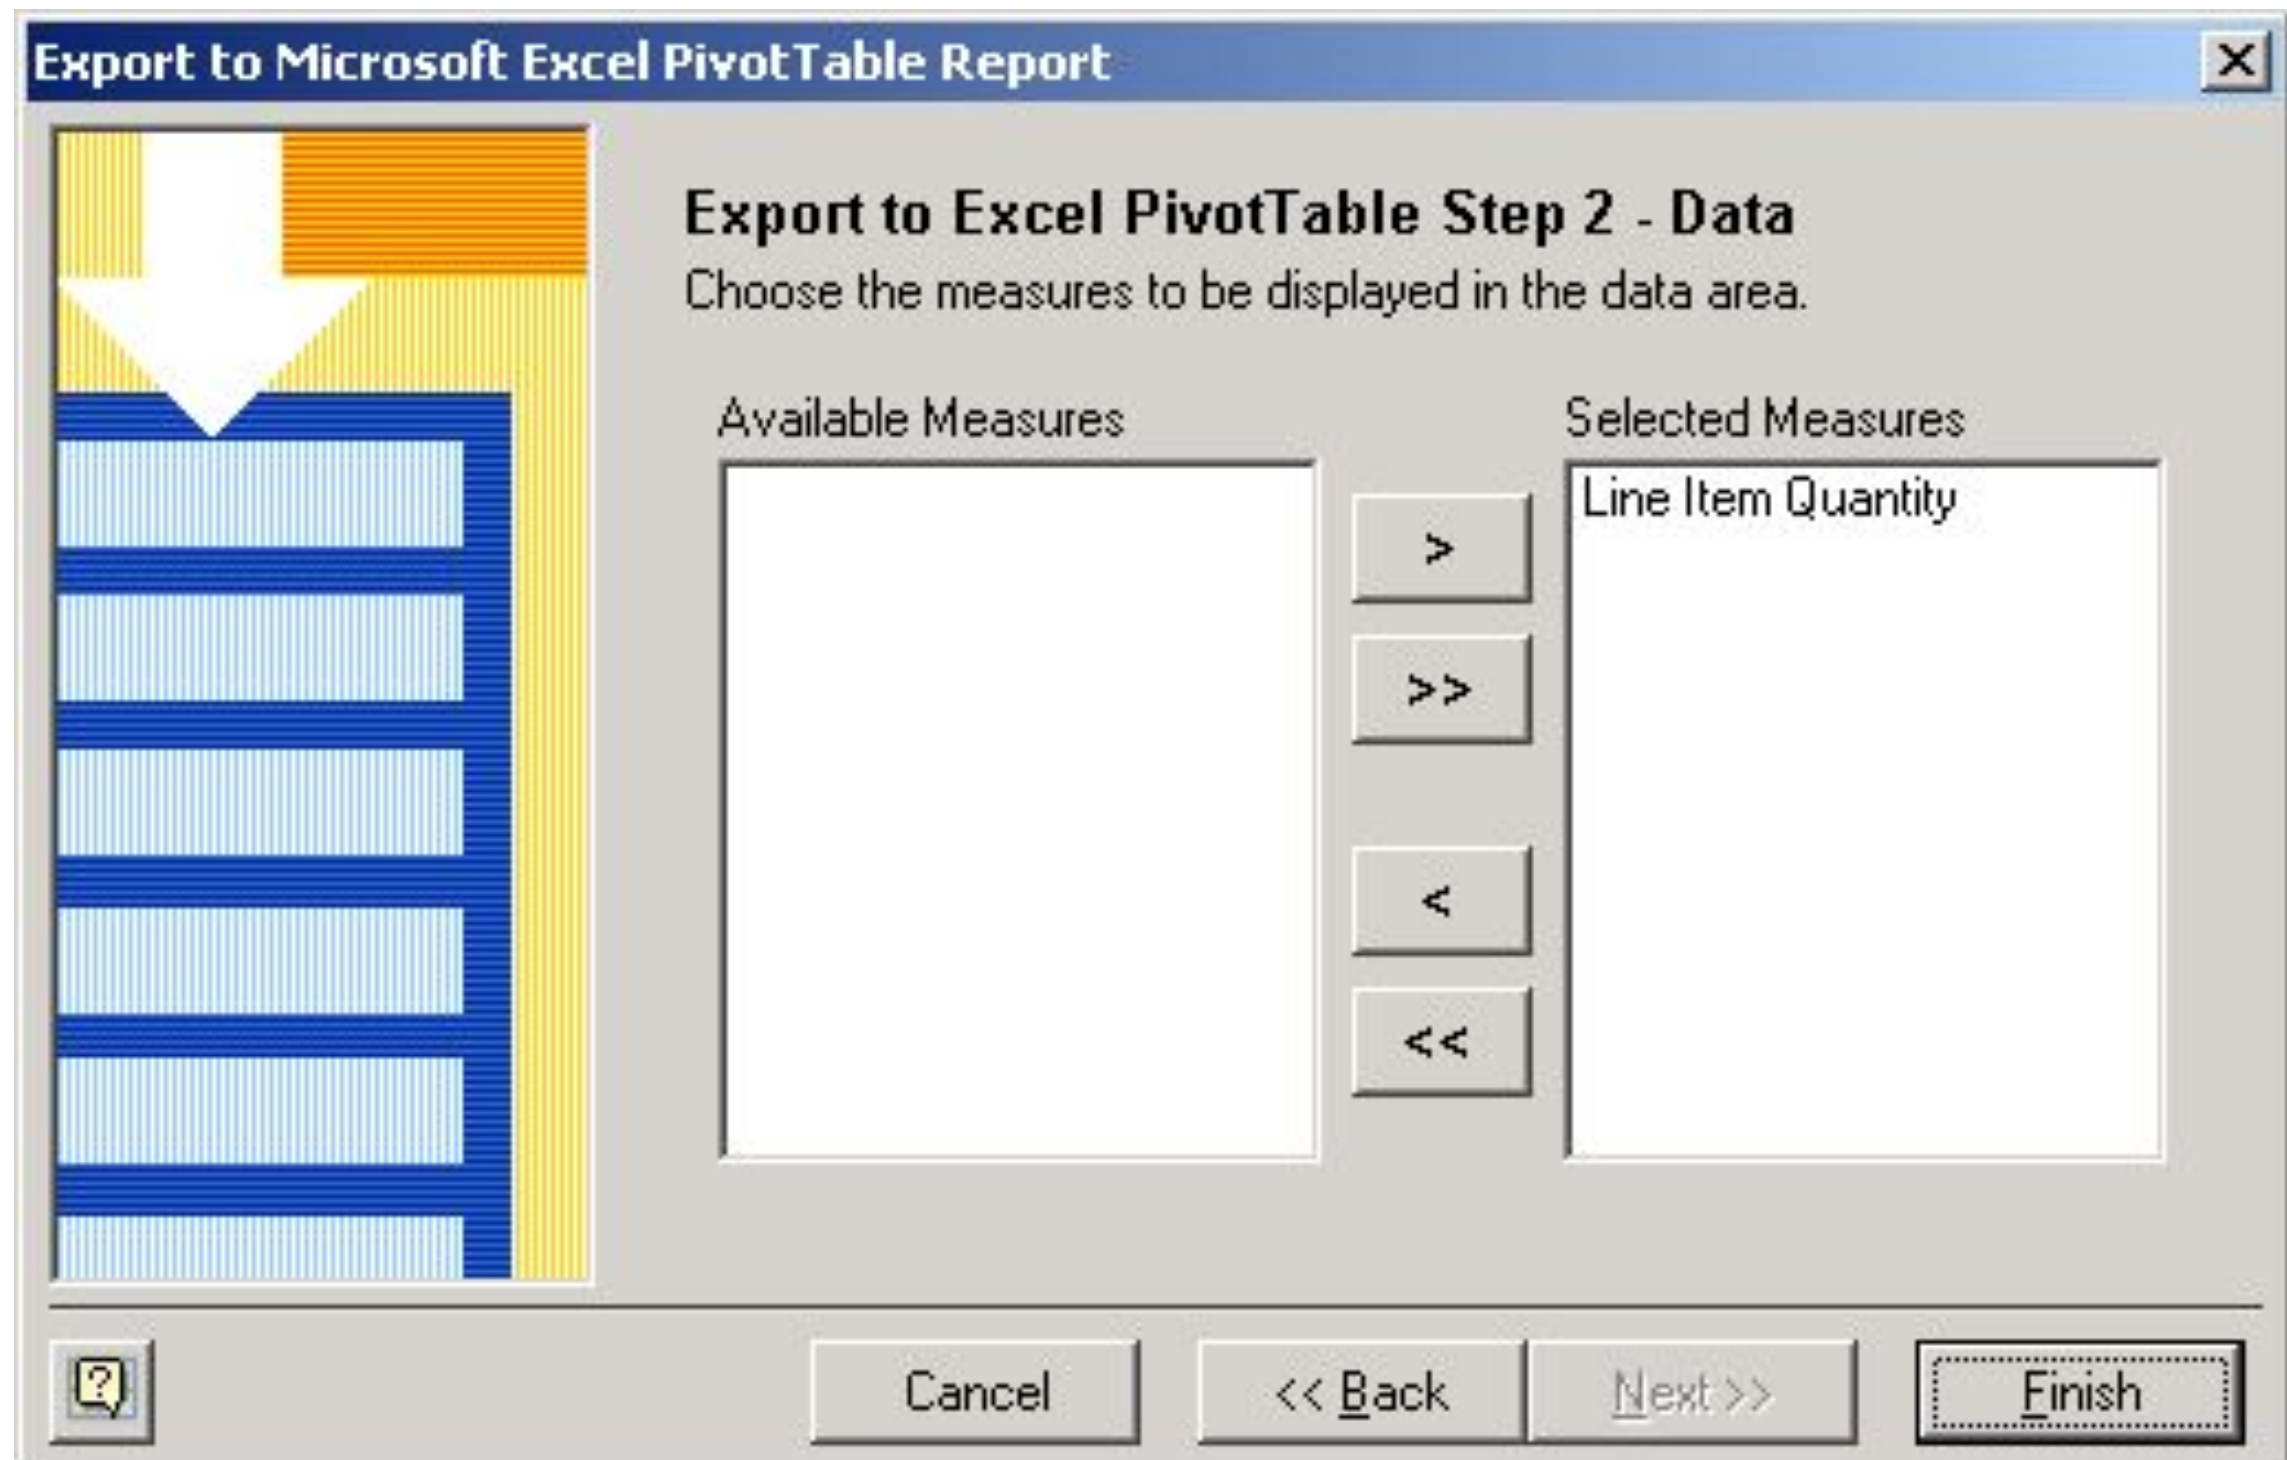 Export to Microsoft Excel PivotTable Report
Export to Excel PivotTable Step 2 - Data
Choose the measures to be displayed in the data area.
Available Measures
Selected Measures
Line Item Quantity
>
>>
<
<<
?
Cancel
<< Back
Next >>
Finish